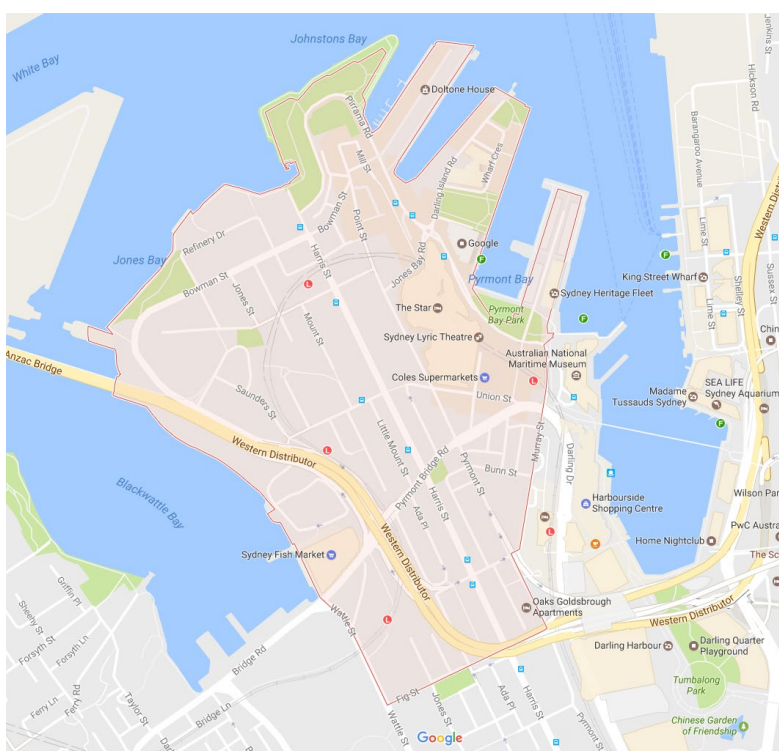 Johnstons Bay
White Bay
Jenkins St
Hickson Rd
Doltone House
Pirrama Rd
Barangaroo Avenue
Mill St
Darling Island Rd
Wharf Cres
Western Distributor
Bowman St
Point St
Refinery Dr
Google
Lime St
Jones Bay
Harris St
Jones Bay Rd
Pyrmont Bay
King Street Wharf
Shelley St
Sussex St
Bowman St
Sydney Heritage Fleet
Lime St
Jones St
The Star
Pyrmont
Bay Park
Mount St
Sydney Lyric Theatre
Chin
Anzac Bridge
Australian National
Maritime Museum
Coles Supermarkets
SEA LIFE
Sydney Aquarium
Madame
Tussauds Sydney
Saunders St
Union St
Murray St
Western Distributor
Little Mount St
Pyrmont Bridge Rd
Pyrmont St
Darling Dr
Bunn St
Blackwattle Bay
Harris St
Ada Pl
Harbourside
Shopping Centre
Wilson Par
PwC Austra
Sydney Fish Market
Western Distributor
Home Nightclub
The Sc
Griffin Pl
Sheehy St
Forsyth St
Forsyth Ln
Wattle St
Oaks Goldsbrough
Apartments
Western Distributor
Bridge Rd
Darling Harbour
Darling Quarter
Playground
Ferry Rd
Ferry Ln
Taylor St
Bridge Ln
Fig St
Jones St
Wattle St
Ada Pl
Harris St
Pyrmont St
Tumbalong
Park
Chinese Garden
of Friendship
Google